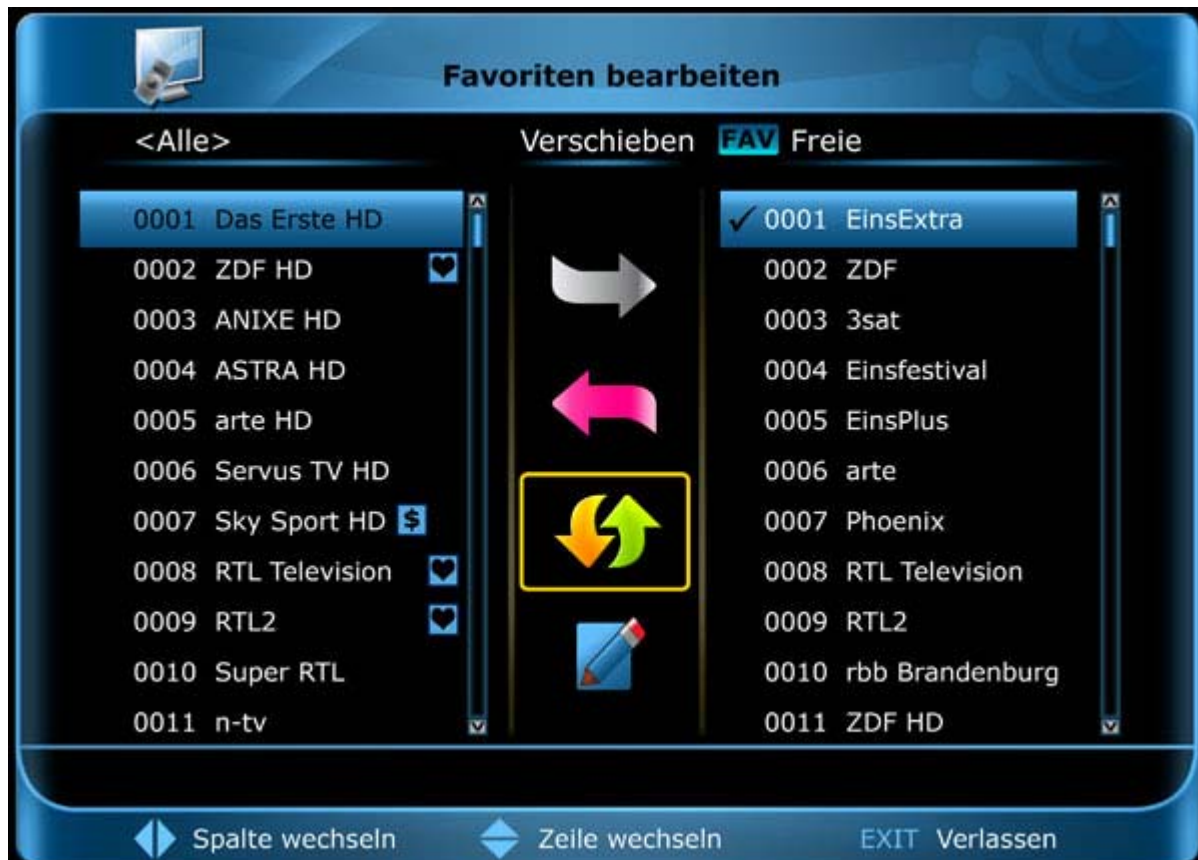 Favoriten bearbeiten
<Alle>
Verschieben
FAV Freie
0001 Das Erste HD
0002 ZDF HD
0003 ANIXE HD
0004 ASTRA HD
0005 arte HD
0006 Servus TV HD
0007 Sky Sport HD $
0008 RTL Television
0009 RTL2
0010 Super RTL
0011 n-tv
0001 EinsExtra
0002 ZDF
0003 3sat
0004 Einsfestival
0005 EinsPlus
0006 arte
0007 Phoenix
0008 RTL Television
0009 RTL2
0010 rbb Brandenburg
0011 ZDF HD
Spalte wechseln
Zeile wechseln
EXIT Verlassen